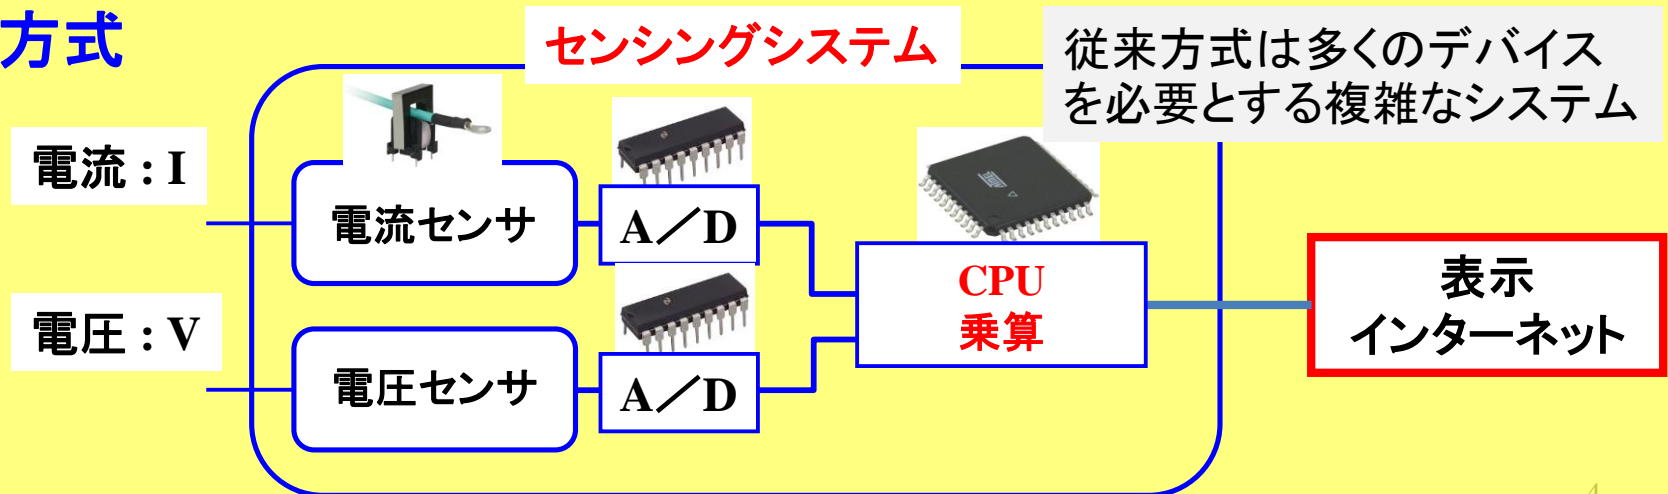 方式
センシングシステム
従来方式は多くのデバイス
を必要とする複雑なシステム
電流 : I
電流センサ
A／D
CPU
乗算
表示
インターネット
電圧 : V
電圧センサ
A／D
4